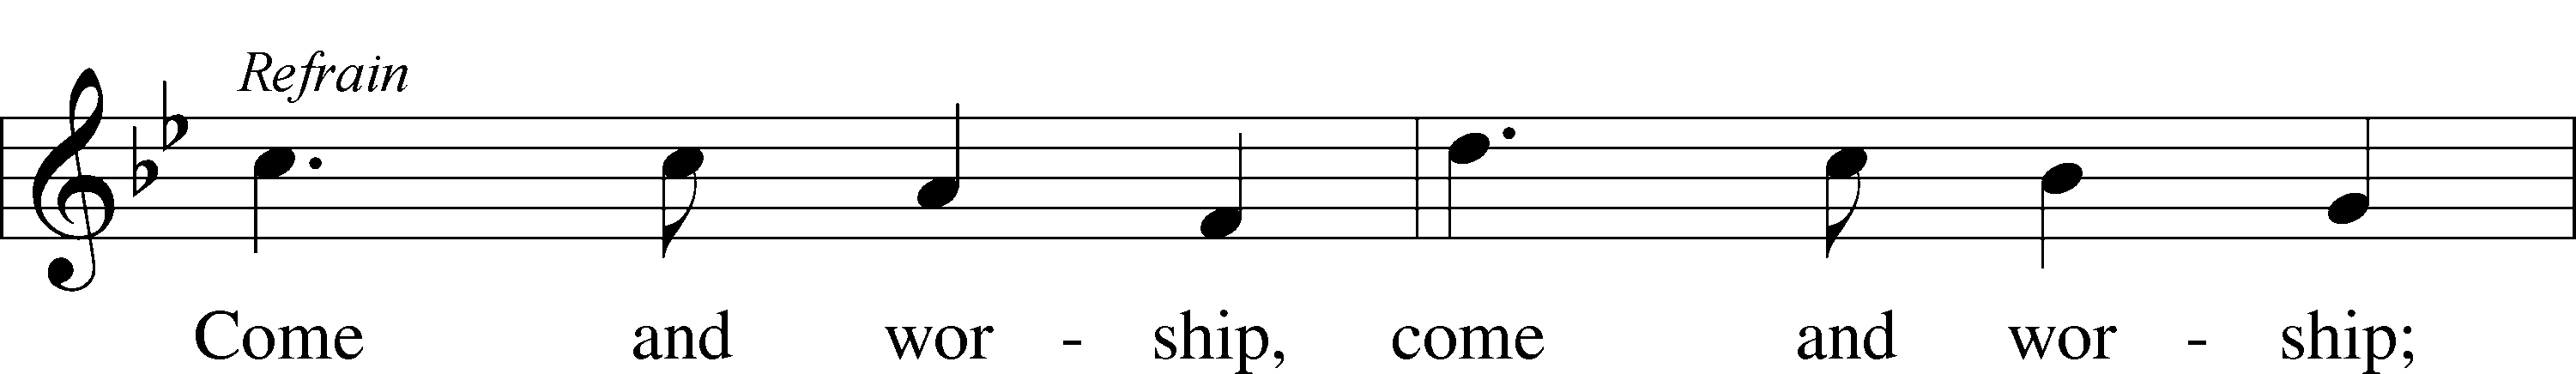 Refrain
Come and wor - ship, come and wor - ship;